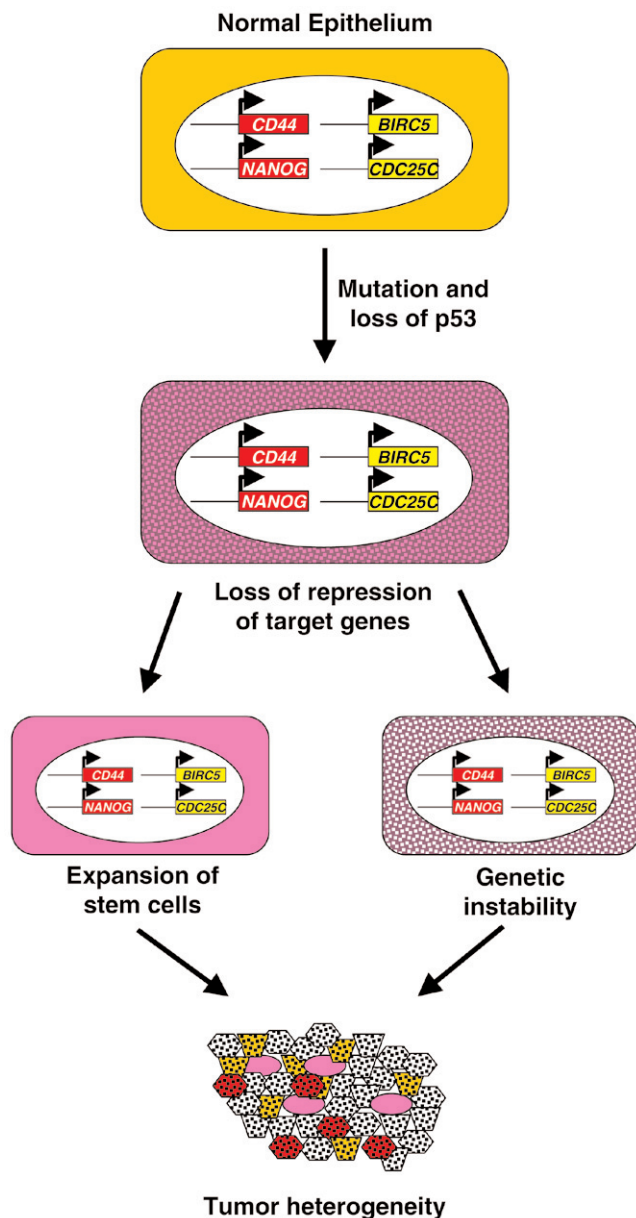 Normal Epithelium
CD44 BIRC5
NANOG CDC25C
Mutation and
loss of p53
CD44 BIRC5
NANOG CDC25C
Loss of repression
of target genes
CD44 BIRC5
NANOG CDC25C
CD44 BIRC5
NANOG CDC25C
Expansion of
stem cells
Genetic
instability
Tumor heterogeneity